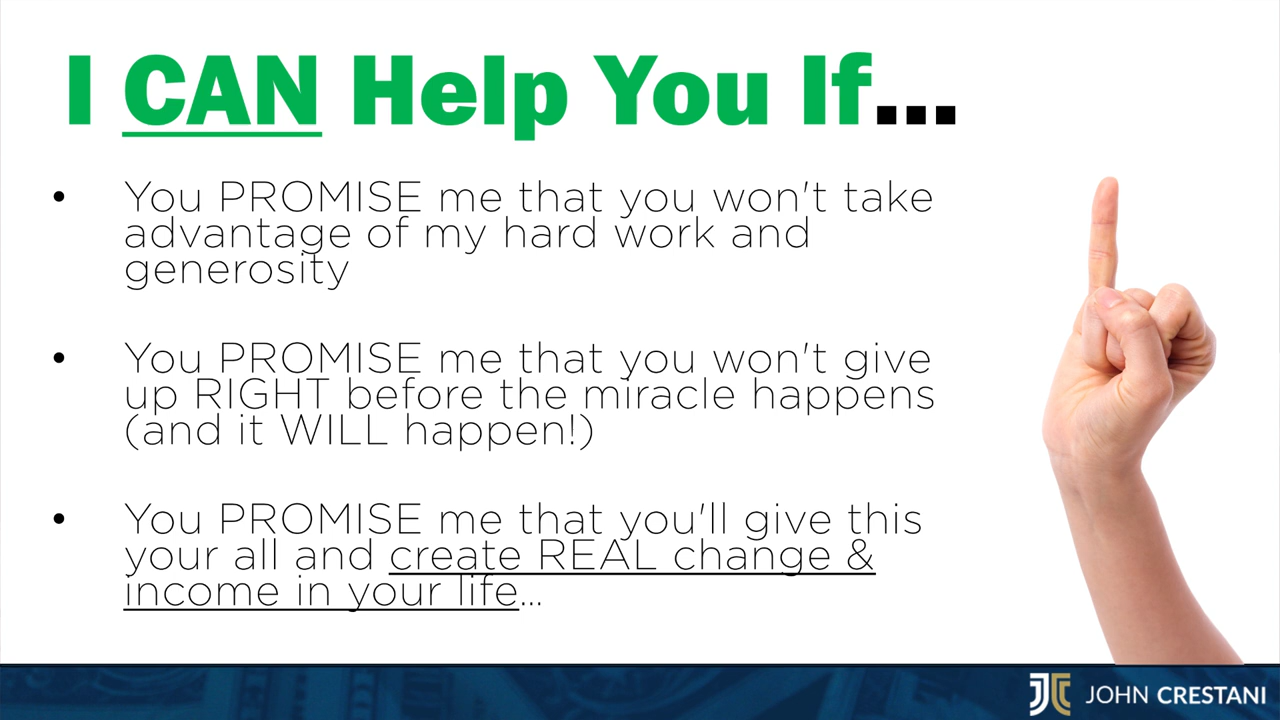 I CAN Help You If...
• You PROMISE me that you won't take
advantage of my hard work and
generosity
• You PROMISE me that you won't give
up RIGHT before the miracle happens
(and it WILL happen!)
• You PROMISE me that you'll give this
your all and create REAL change &
income in your life...
JOHN CRESTANI